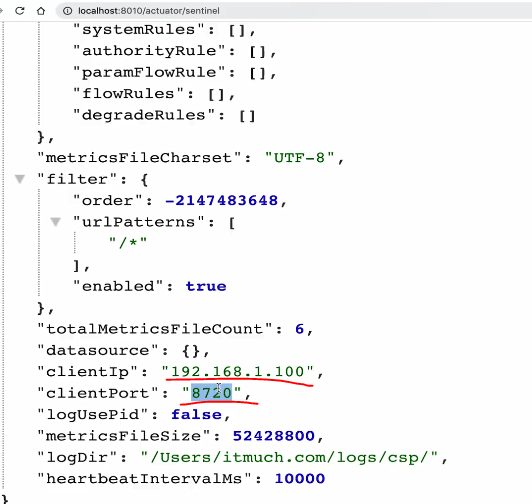 localhost:8010/actuator/sentinel
"systemRules": [],
"authorityRule": [],
"paramFlowRule": [],
"flowRules": [],
"degradeRules": []
},
"metricsFileCharset": "UTF-8",
"filter": {
"order": -2147483648,
"urlPatterns": [
"/*"
],
"enabled": true
},
"totalMetricsFileCount": 6,
"datasource": {},
"clientIp": "192.168.1.100",
"clientPort": "8720",
"logUsePid": false,
"metricsFileSize": 52428800,
"logDir": "/Users/itmuch.com/logs/csp/",
"heartbeatIntervalMs": 10000
}